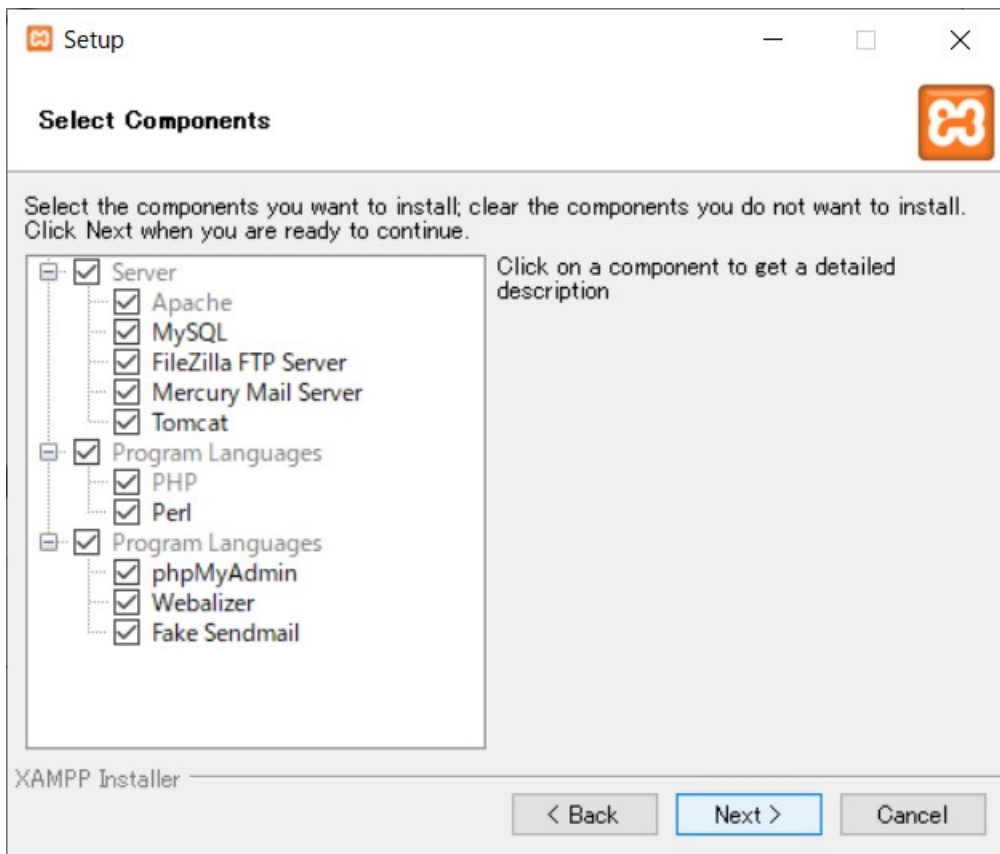 Setup
Select Components
Select the components you want to install; clear the components you do not want to install.
Click Next when you are ready to continue.
Server
Apache
MySQL
FileZilla FTP Server
Mercury Mail Server
Tomcat
Program Languages
PHP
Perl
Program Languages
phpMyAdmin
Webalizer
Fake Sendmail
Click on a component to get a detailed
description
XAMPP Installer
< Back
Next >
Cancel